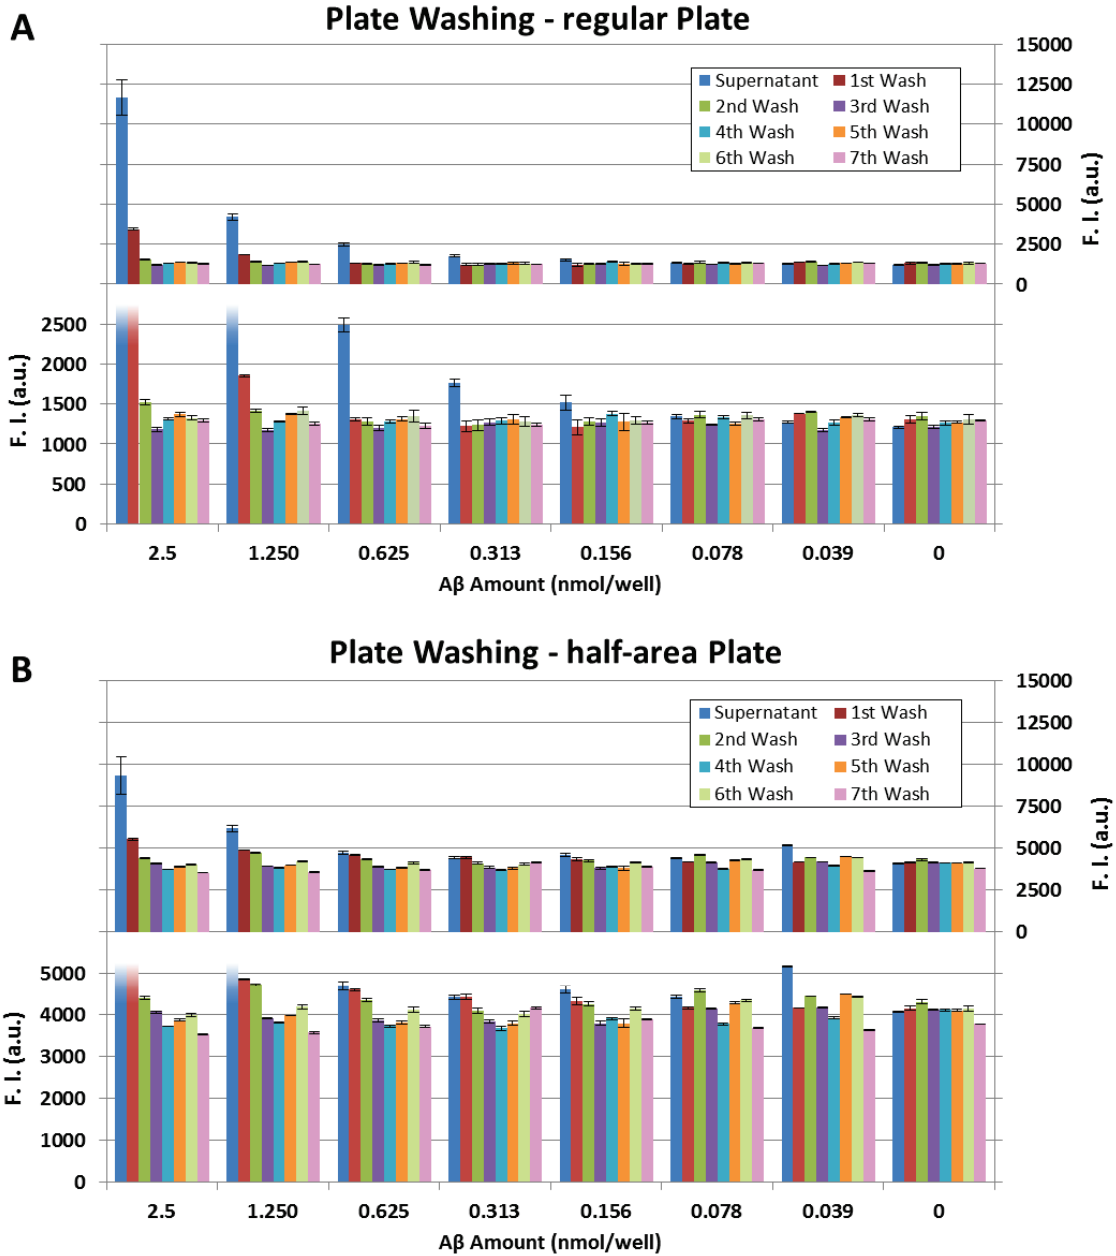 A
Plate Washing - regular Plate
15000
12500
10000
7500
5000
2500
0
F. I. (a.u.)
Supernatant 1st Wash
2nd Wash 3rd Wash
4th Wash 5th Wash
6th Wash 7th Wash
2500
2000
1500
1000
500
0
F. I. (a.u.)
2.5 1.250 0.625 0.313 0.156 0.078 0.039 0
Aβ Amount (nmol/well)
B
Plate Washing - half-area Plate
15000
12500
10000
7500
5000
2500
0
F. I. (a.u.)
Supernatant 1st Wash
2nd Wash 3rd Wash
4th Wash 5th Wash
6th Wash 7th Wash
5000
4000
3000
2000
1000
0
F. I. (a.u.)
2.5 1.250 0.625 0.313 0.156 0.078 0.039 0
Aβ Amount (nmol/well)